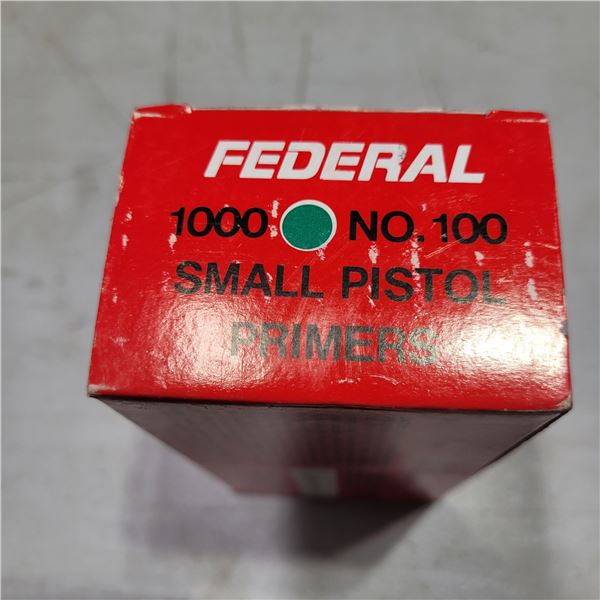 FEDERAL
1000 NO. 100
SMALL PISTOL
PRIMERS